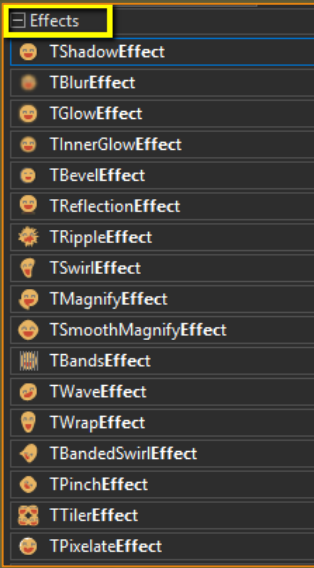 Effects
TShadowEffect
TBlurEffect
TGlowEffect
TInnerGlowEffect
TBevelEffect
TReflectionEffect
TRippleEffect
TSwirlEffect
TMagnifyEffect
TSmoothMagnifyEffect
TBandsEffect
TWaveEffect
TWrapEffect
TBandedSwirlEffect
TPinchEffect
TTilerEffect
TPixelateEffect